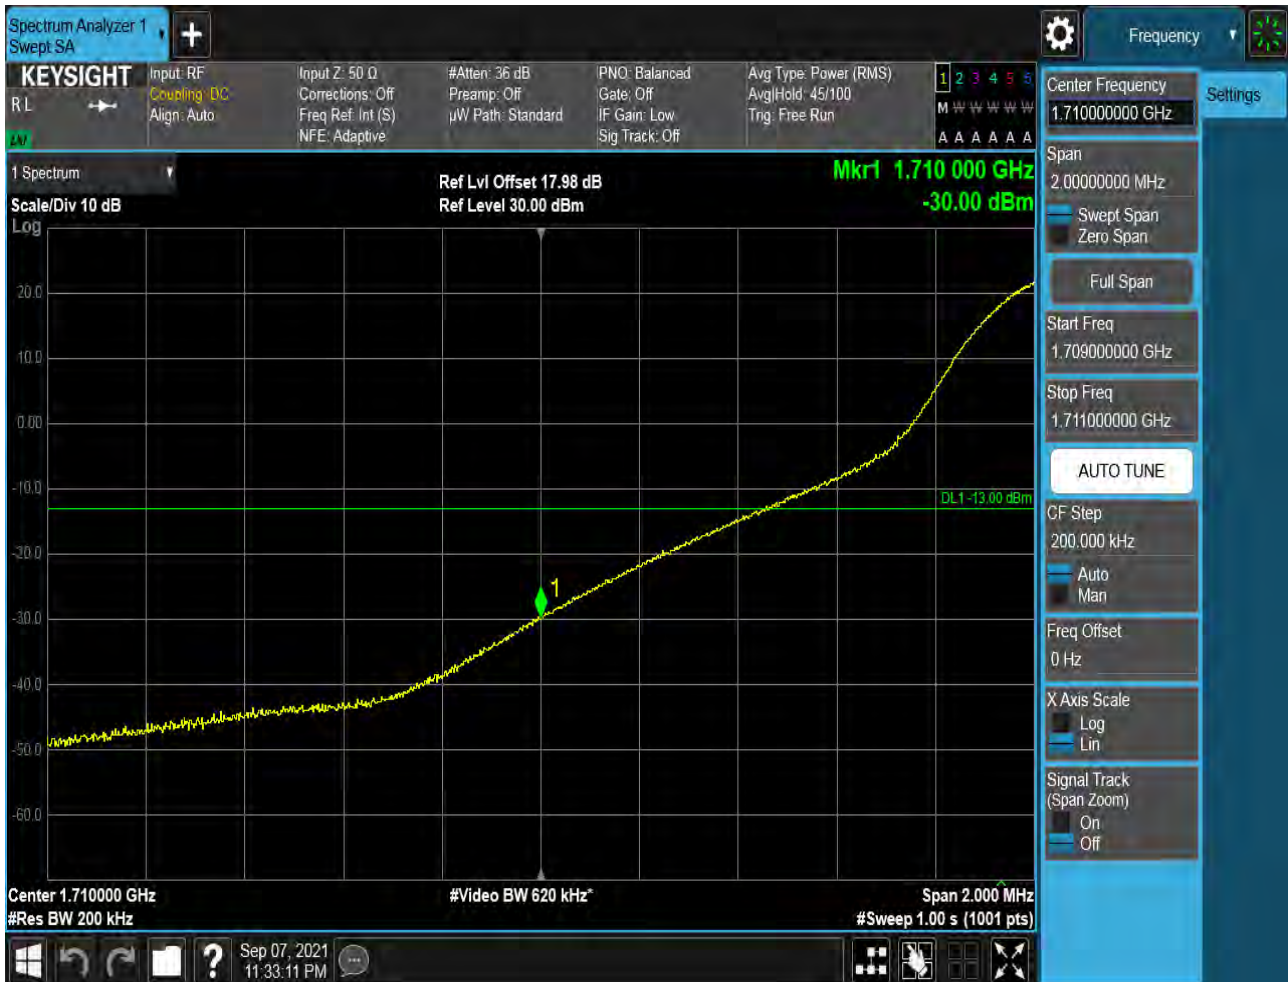 Spectrum Analyzer 1
Swept SA
+
Frequency
KEYSIGHT
R L
LXI
Input: RF
Coupling: DC
Align: Auto
Input Z: 50 Ω
Corrections: Off
Freq Ref: Int (S)
NFE: Adaptive
#Atten: 36 dB
Preamp: Off
µW Path: Standard
PNO: Balanced
Gate: Off
IF Gain: Low
Sig Track: Off
Avg Type: Power (RMS)
Avg|Hold: 45/100
Trig: Free Run
1 2 3 4 5 6
M W W W W W
A A A A A A
1 Spectrum
Scale/Div 10 dB
Log
Ref Lvl Offset 17.98 dB
Ref Level 30.00 dBm
Mkr1 1.710 000 GHz
-30.00 dBm
20.0
10.0
0.00
-10.0
DL1 -13.00 dBm
-20.0
1
-30.0
-40.0
-50.0
-60.0
Center 1.710000 GHz
#Res BW 200 kHz
#Video BW 620 kHz*
Span 2.000 MHz
#Sweep 1.00 s (1001 pts)
Center Frequency
1.710000000 GHz
Settings
Span
2.00000000 MHz
Swept Span
Zero Span
Full Span
Start Freq
1.709000000 GHz
Stop Freq
1.711000000 GHz
AUTO TUNE
CF Step
200.000 kHz
Auto
Man
Freq Offset
0 Hz
X Axis Scale
Log
Lin
Signal Track
(Span Zoom)
On
Off
?
Sep 07, 2021
11:33:11 PM